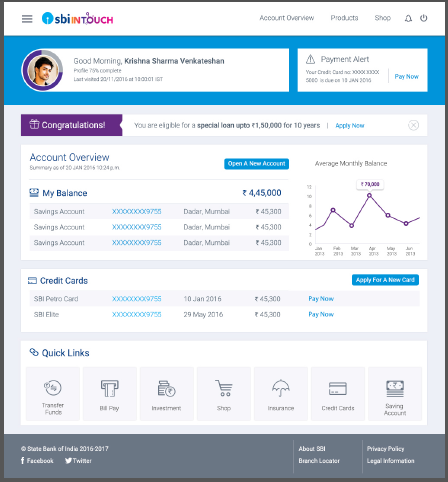 sbi INTOUCH
Account Overview Products Shop
Good Morning, Krishna Sharma Venkateshan
Profile 75% complete
Last visited 20/11/2016 at 10:00:01 IST
Payment Alert
Your Credit Card no: XXXX XXXX
5000 is due on 10 JAN 2016
Pay Now
Congratulations!
You are eligible for a special loan upto ₹1,50,000 for 10 years | Apply Now
Account Overview
Summary as of 20 JAN 2016 10:24 p.m.
Open A New Account
My Balance ₹ 4,45,000
Savings Account XXXXXXXX9755 Dadar, Mumbai ₹ 45,300
Savings Account XXXXXXXX9755 Dadar, Mumbai ₹ 45,300
Savings Account XXXXXXXX9755 Dadar, Mumbai ₹ 45,300
Average Monthly Balance
₹ 70,000
12
10
8
6
4
2
0
Jan 2013 Feb 2013 Mar 2013 Apr 2013 May 2013 Jun 2013
Credit Cards
Apply For A New Card
SBI Petro Card XXXXXXXX9755 10 Jan 2016 ₹ 45,300 Pay Now
SBI Elite XXXXXXXX9755 29 May 2016 ₹ 45,300 Pay Now
Quick Links
Transfer Funds
Bill Pay
Investment
Shop
Insurance
Credit Cards
Saving Account
© State Bank of India 2016-2017
Facebook Twitter
About SBI
Branch Locator
Privacy Policy
Legal Information